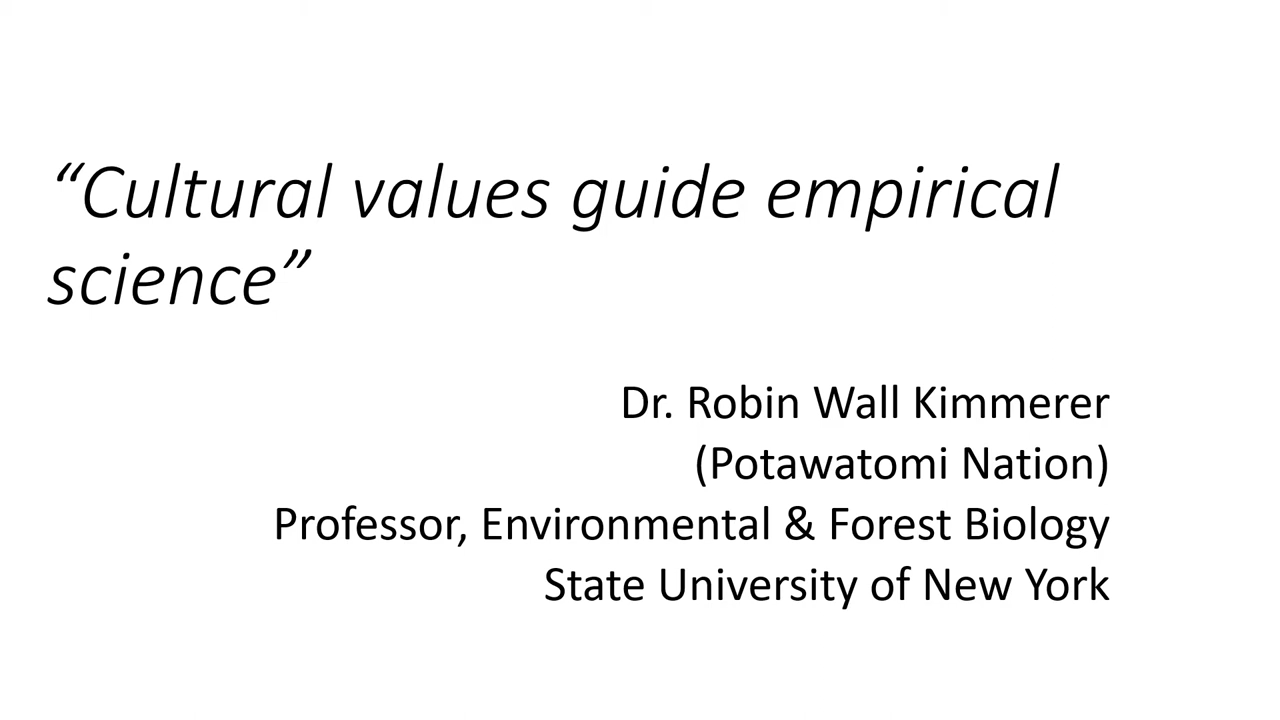 “Cultural values guide empirical
science”
Dr. Robin Wall Kimmerer
(Potawatomi Nation)
Professor, Environmental & Forest Biology
State University of New York